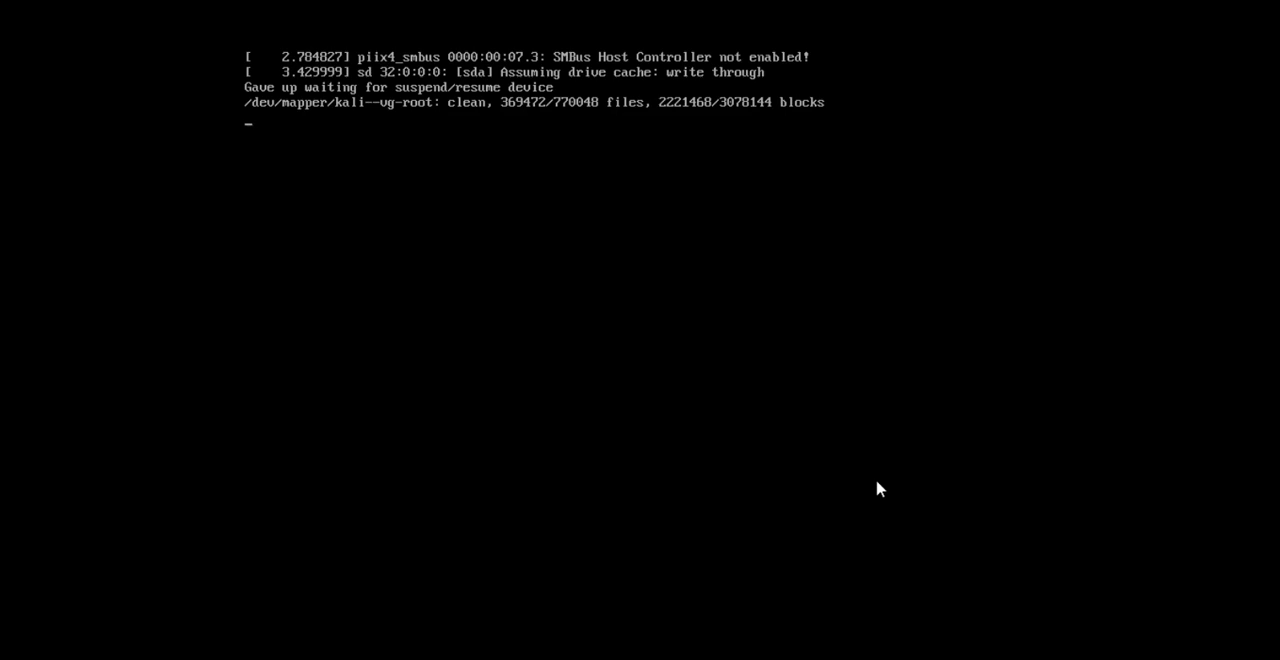 [    2.784827] piix4_smbus 0000:00:07.3: SMBus Host Controller not enabled!
[    3.429999] sd 32:0:0:0: [sda] Assuming drive cache: write through
Gave up waiting for suspend/resume device
/dev/mapper/kali--vg-root: clean, 369472/770048 files, 2221468/3078144 blocks